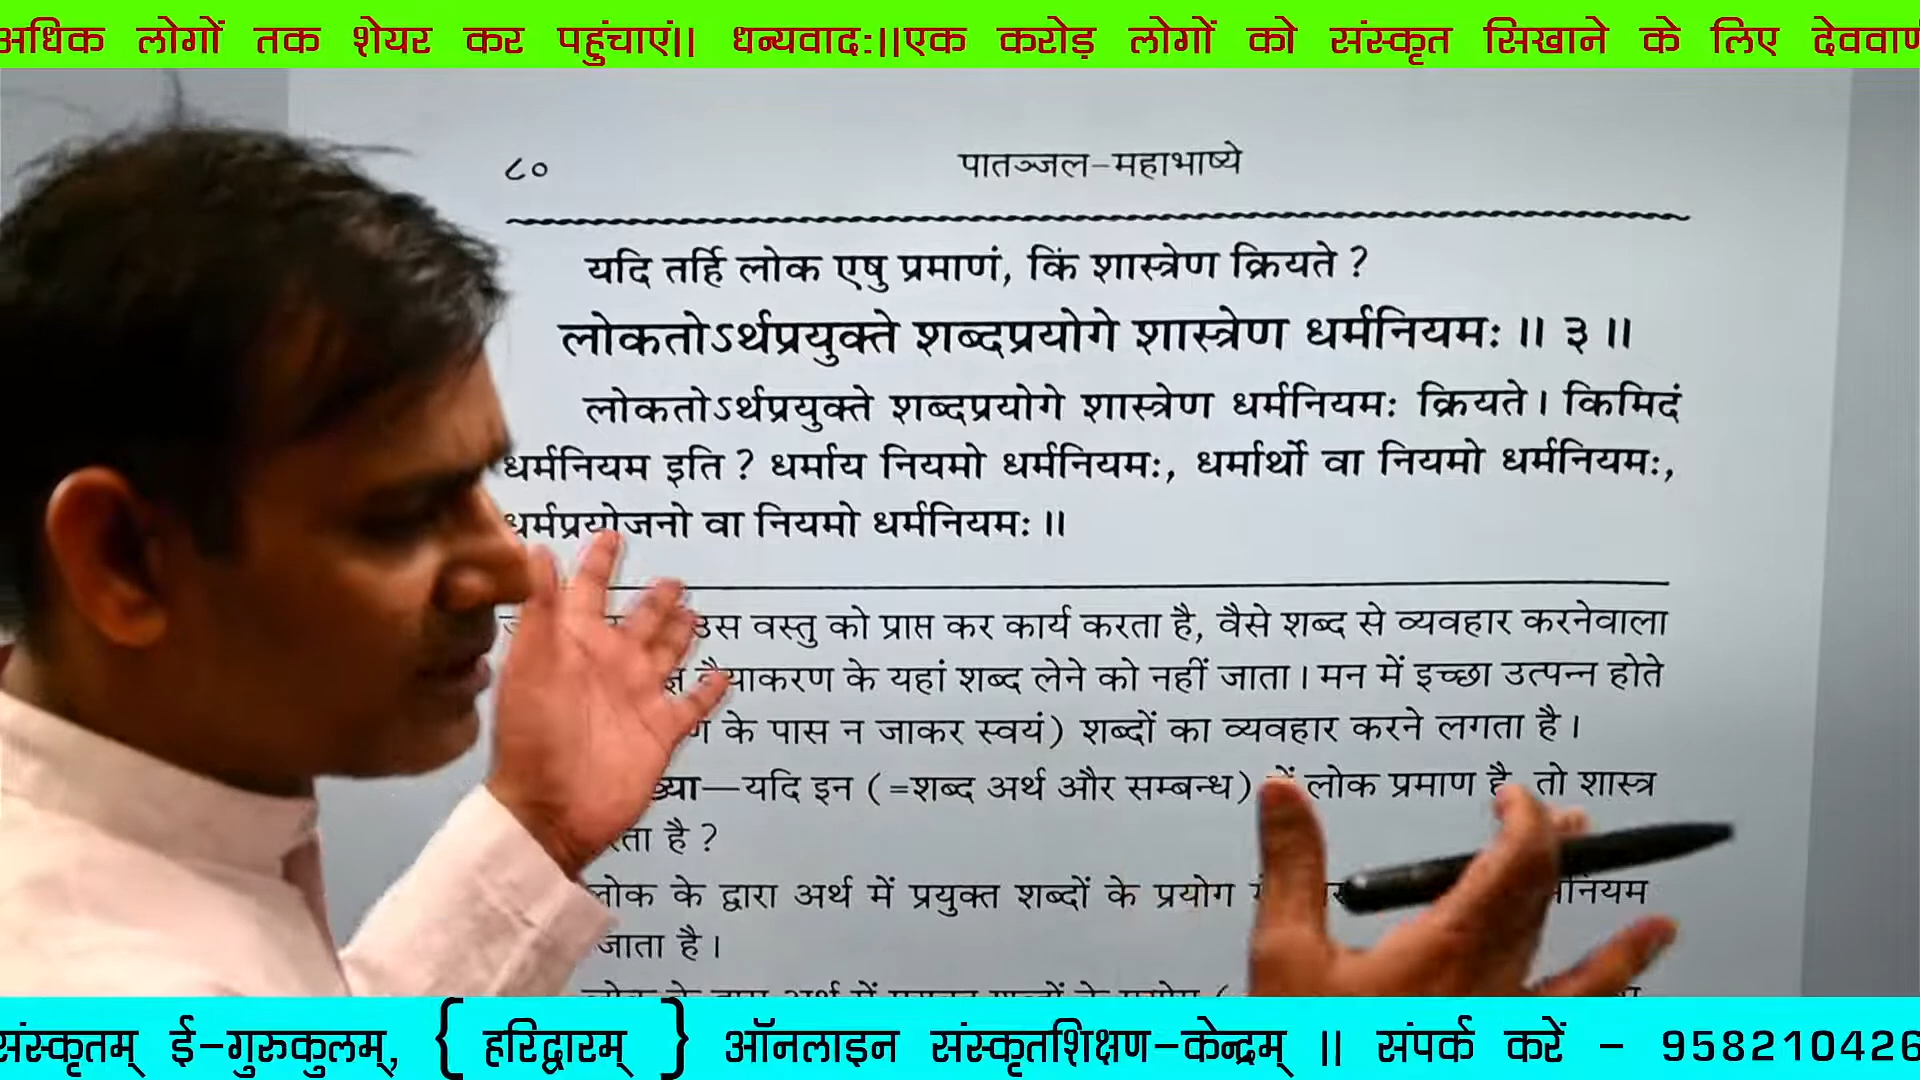 अधिक लोगों तक शेयर कर पहुंचाएं॥ धन्यवादः॥एक करोड़ लोगों को संस्कृत सिखाने के लिए
८० पातञ्जल-महाभाष्ये
यदि तर्हि लोक एषु प्रमाणं, किं शास्त्रेण क्रियते ?
लोकतोऽर्थप्रयुक्ते शब्दप्रयोगे शास्त्रेण धर्मनियमः ॥ ३ ॥
लोकतोऽर्थप्रयुक्ते शब्दप्रयोगे शास्त्रेण धर्मनियमः क्रियते। किमिदं
धर्मनियम इति ? धर्माय नियमो धर्मनियमः, धर्मार्थो वा नियमो धर्मनियमः,
धर्मप्रयोजनो वा नियमो धर्मनियमः ॥
उस वस्तु को प्राप्त कर कार्य करता है, वैसे शब्द से व्यवहार करनेवाला
वैयाकरण के यहां शब्द लेने को नहीं जाता। मन में इच्छा उत्पन्न होते
के पास न जाकर स्वयं) शब्दों का व्यवहार करने लगता है।
—यदि इन (=शब्द अर्थ और सम्बन्ध) में लोक प्रमाण है, तो शास्त्र
है ?
लोक के द्वारा अर्थ में प्रयुक्त शब्दों के प्रयोग
जाता है।
संस्कृतम् ई-गुरुकुलम्, { हरिद्वारम् } ऑनलाइन संस्कृतशिक्षण-केन्द्रम् ॥ संपर्क करें - 958210426